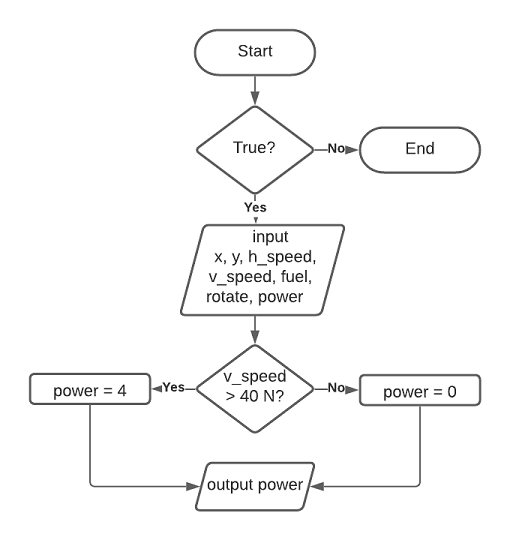 Start
True?
No
End
Yes
input
x, y, h_speed,
v_speed, fuel,
rotate, power
v_speed
> 40 N?
Yes
No
power = 4
power = 0
output power